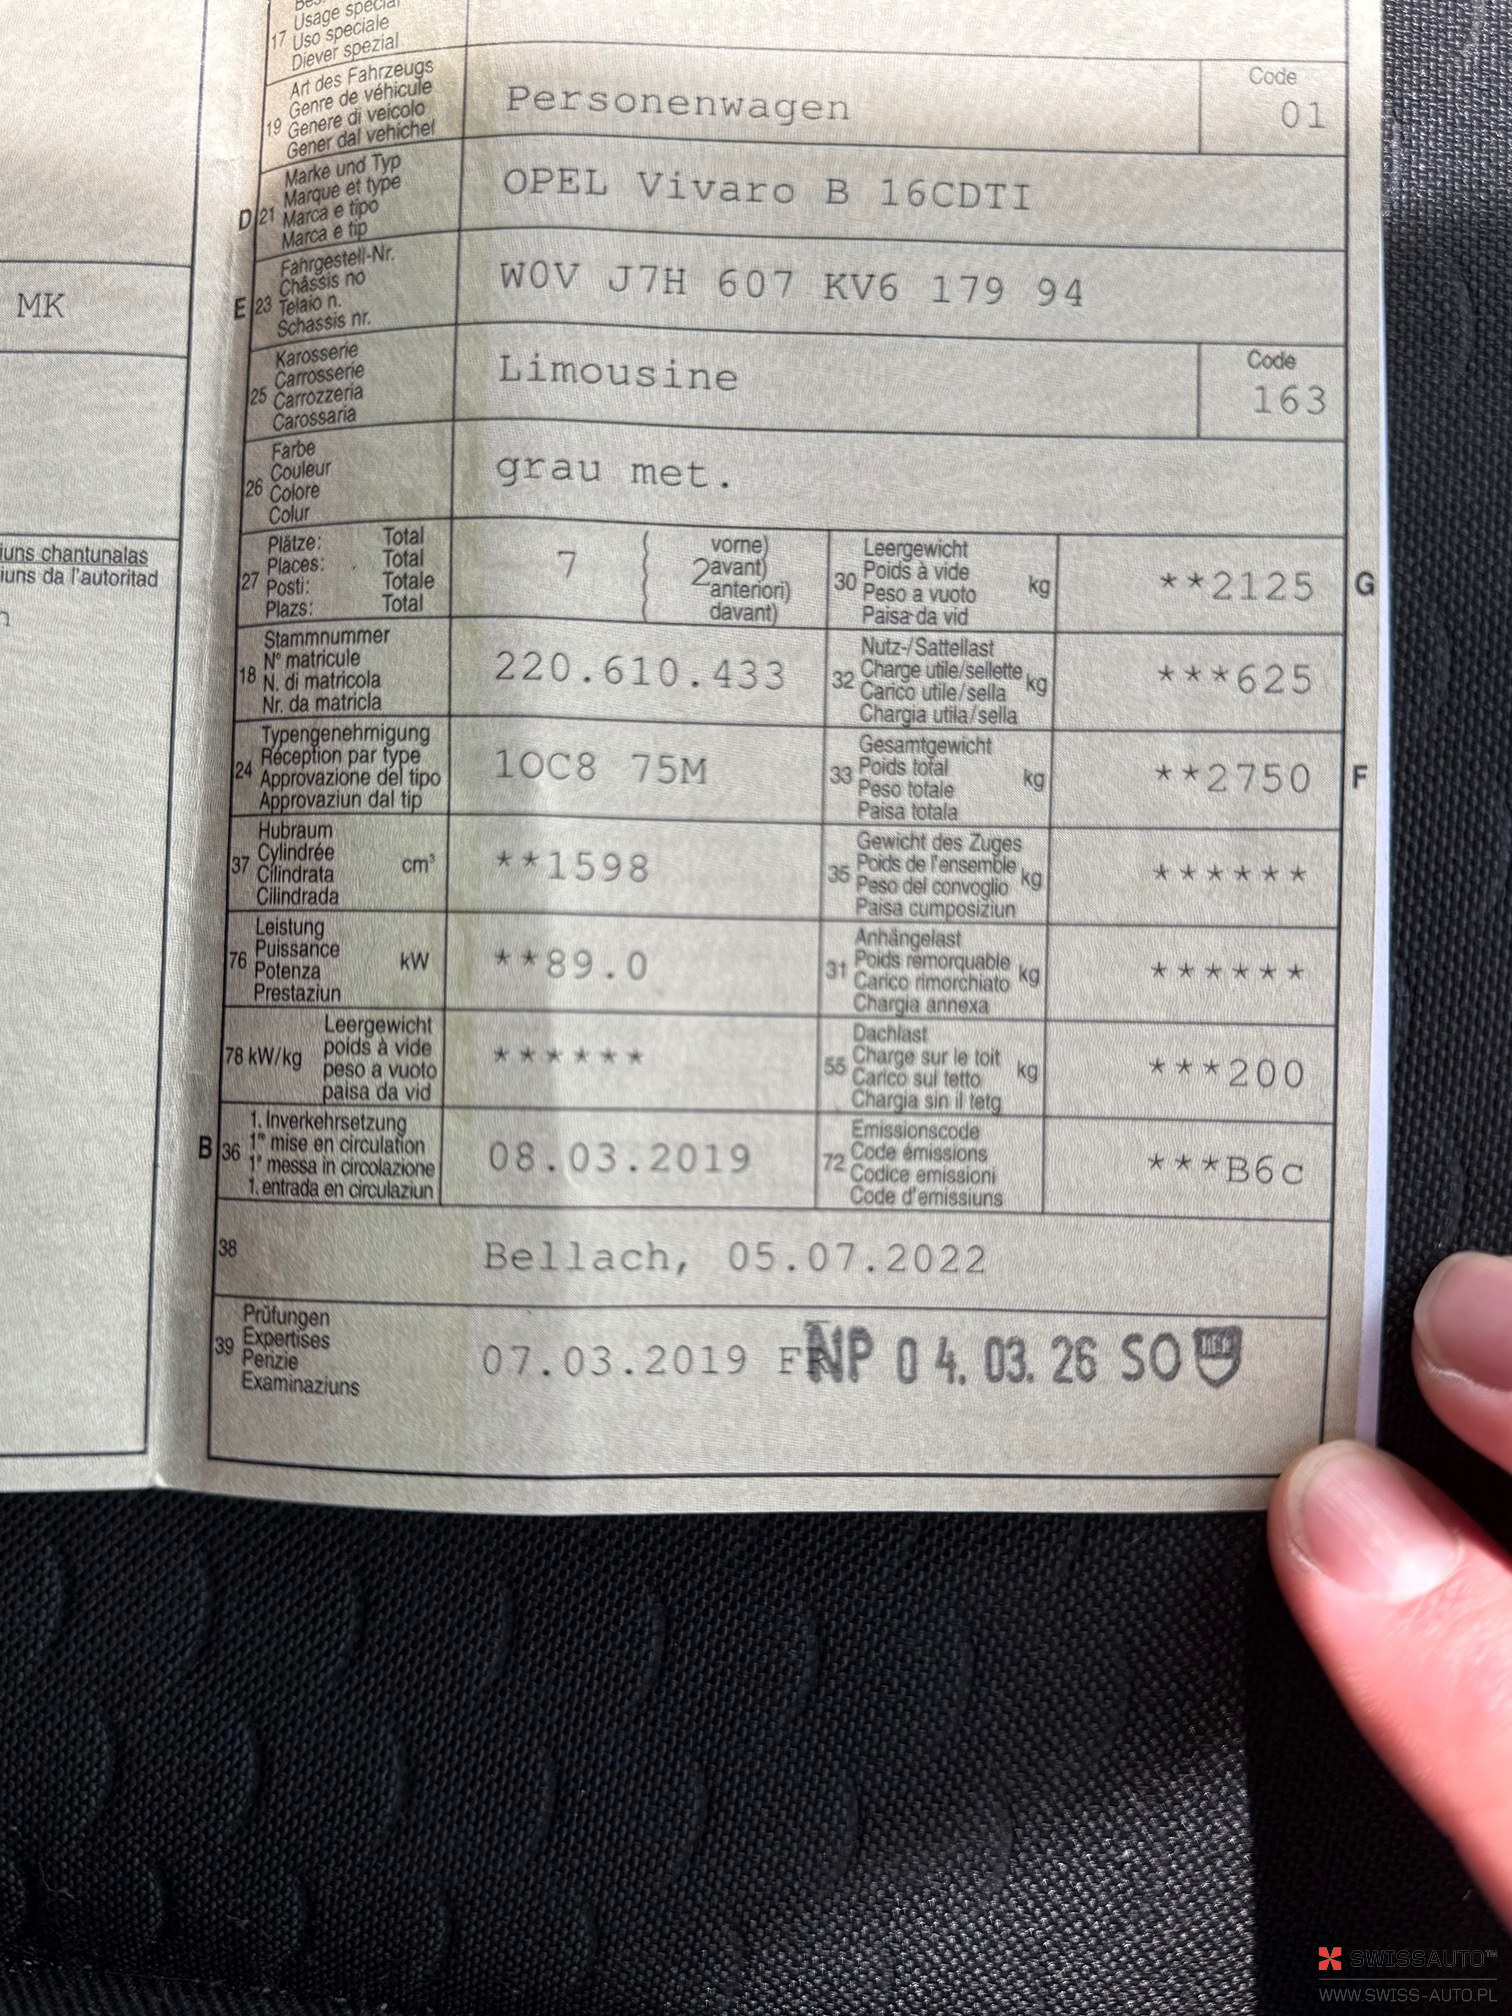 Usage special
17 Uso speciale
Diever spezial
Art des Fahrzeugs
Genre de véhicule
19 Genere di veicolo
Gener dal vehichel
Personenwagen
Code
01
Marke und Typ
Marque et type
D 21 Marca e tipo
Marca e tip
OPEL Vivaro B 16CDTI
Fahrgestell-Nr.
Châssis no
E 23 Telaio n.
Schassis nr.
W0V J7H 607 KV6 179 94
MK
Karosserie
Carrosserie
25 Carrozzeria
Carossaria
Limousine
Code
163
Farbe
Couleur
26 Colore
Colur
grau met.
iuns chantunalas
iuns da l'autoritad
Plätze: Total
Places: Total
27 Posti: Totale
Plazs: Total
7
2
vorne)
avant)
anteriori)
davant)
Leergewicht
30 Poids à vide kg
Peso a vuoto
Paisa da vid
**2125
G
Stammnummer
N° matricule
18 N. di matricola
Nr. da matricla
220.610.433
Nutz-/Sattellast
32 Charge utile/sellette kg
Carico utile/sella
Chargia utila/sella
***625
Typengenehmigung
Réception par type
24 Approvazione del tipo
Approvaziun dal tip
1OC8 75M
Gesamtgewicht
33 Poids total kg
Peso totale
Paisa totala
**2750
F
Hubraum
37 Cylindrée cm³
Cilindrata
Cilindrada
**1598
Gewicht des Zuges
35 Poids de l'ensemble kg
Peso del convoglio
Paisa cumposiziun
******
Leistung
76 Puissance kW
Potenza
Prestaziun
**89.0
Anhängelast
31 Poids remorquable kg
Carico rimorchiato
Chargia annexa
******
Leergewicht
78 kW/kg poids à vide
peso a vuoto
paisa da vid
******
Dachlast
55 Charge sur le toit kg
Carico sul tetto
Chargia sin il tetg
***200
1. Inverkehrsetzung
B 36 1re mise en circulation
1a messa in circolazione
1. entrada en circulaziun
08.03.2019
Emissionscode
72 Code émissions
Codice emissioni
Code d'emissiuns
***B6c
38
Bellach, 05.07.2022
Prüfungen
39 Expertises
Perizie
Examinaziuns
07.03.2019 FR
NP 04.03.26 SO
SWISSAUTO™
WWW.SWISS-AUTO.PL